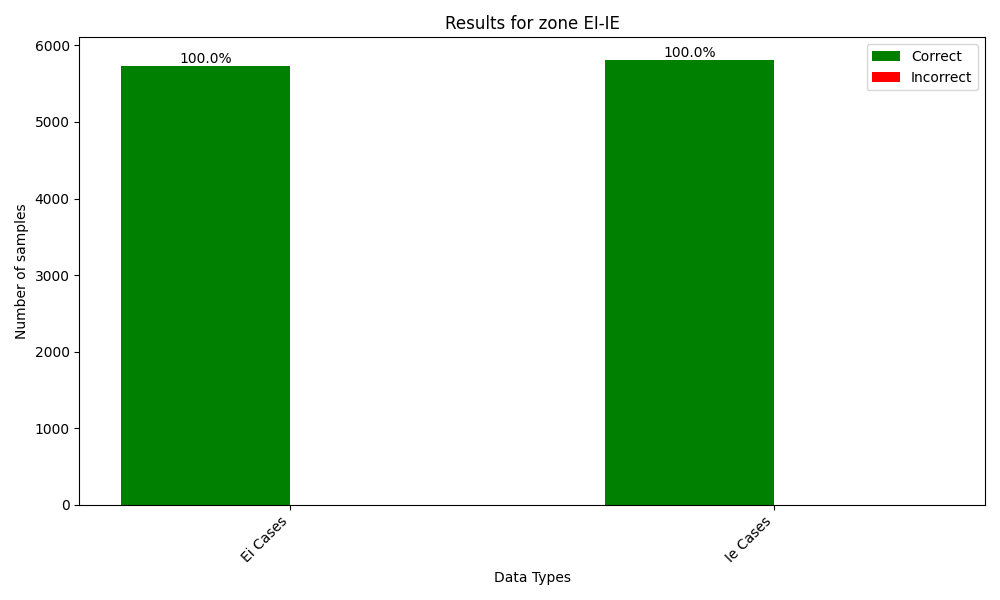 Results for zone EI-IE
6000
5000
4000
3000
2000
1000
0
Number of samples
100.0%
100.0%
Correct
Incorrect
Ei Cases
Ie Cases
Data Types